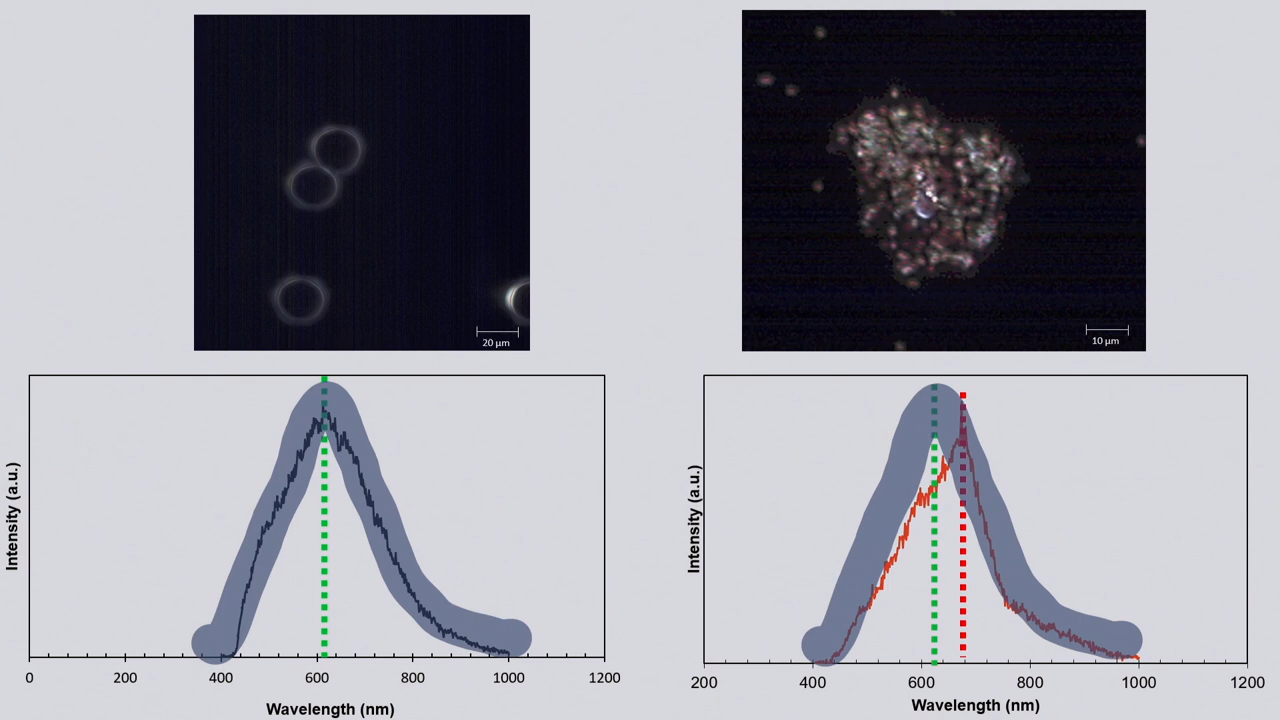 20 µm
10 µm
Intensity (a.u.)
0 200 400 600 800 1000 1200
Wavelength (nm)
Intensity (a.u.)
200 400 600 800 1000 1200
Wavelength (nm)